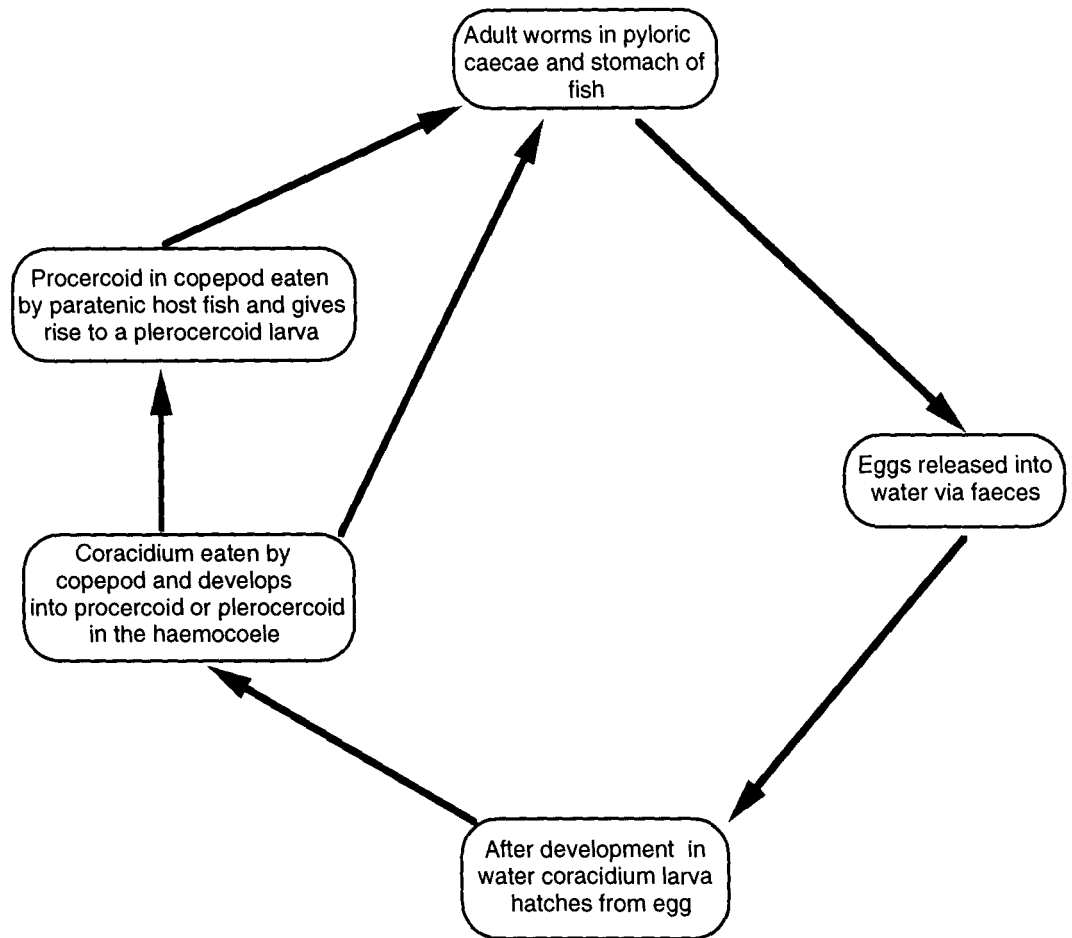 Adult worms in pyloric
caecae and stomach of
fish
Procercoid in copepod eaten
by paratenic host fish and gives
rise to a plerocercoid larva
Eggs released into
water via faeces
Coracidium eaten by
copepod and develops
into procercoid or plerocercoid
in the haemocoele
After development in
water coracidium larva
hatches from egg